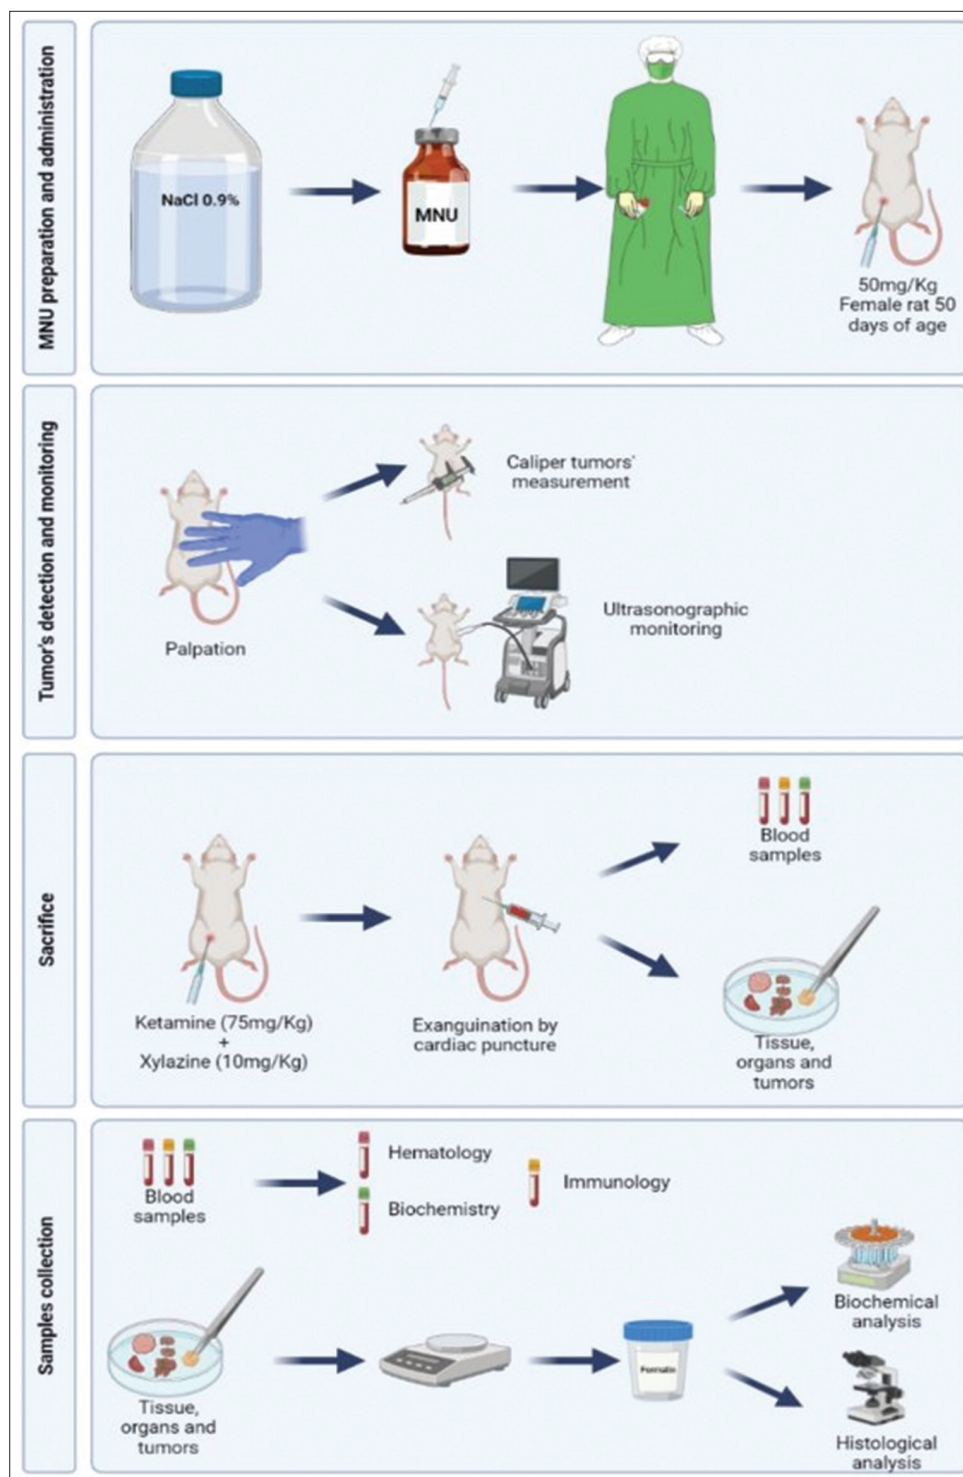 MNU preparation and administration
NaCl 0.9%
MNU
50mg/Kg
Female rat 50
days of age
Tumor's detection and monitoring
Palpation
Caliper tumors'
measurement
Ultrasonographic
monitoring
Sacrifice
Ketamine (75mg/Kg)
+
Xylazine (10mg/Kg)
Exanguination by
cardiac puncture
Blood
samples
Tissue,
organs and
tumors
Samples collection
Blood
samples
Hematology
Biochemistry
Immunology
Tissue,
organs and
tumors
Formalin
Biochemical
analysis
Histological
analysis